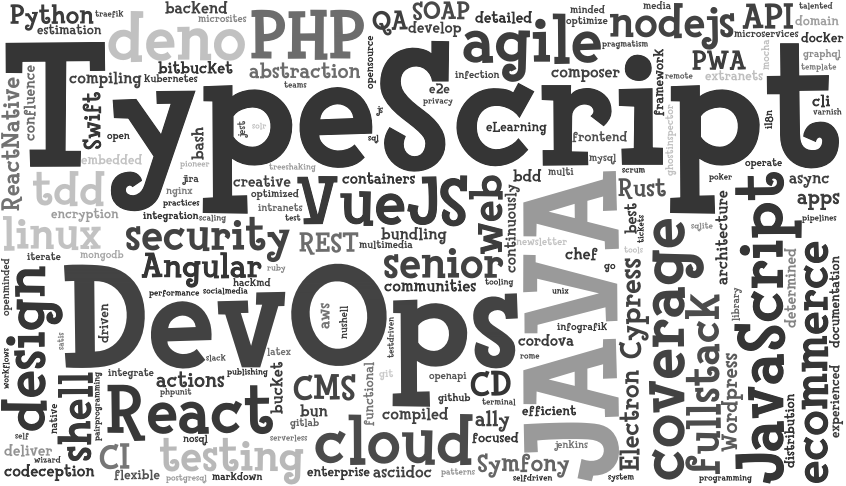 Python
traefik
backend
microsites
SOAP
QA
detailed
develop
minded
optimize
media
nodejs
API
talented
domain
estimation
deno
PHP
opensource
agile
pragmatism
microservices
docker
graphql
template
TypeScript
confluence
ReactNative
compiling
Kubernetes
bitbucket
abstraction
teams
e2e
privacy
infection
composer
framework
PWA
remote
extranets
mocha
cli
varnish
Swift
open
bash
jest
solr
js
sql
eLearning
frontend
mysql
ghostinspector
i18n
embedded
pioneer
treeshaking
scrum
operate
tdd
jira
nginx
practices
creative
optimized
intranets
containers
VueJS
web
bdd
multi
JAVA
Rust
poker
async
apps
pipelines
encryption
integration
scaling
test
linux
security
REST
multimedia
bundling
continuously
newsletter
best
tickets
sqlite
architecture
iterate
mongodb
Angular
ruby
senior
chef
go
tools
coverage
JavaScript
determined
ecommerce
documentation
openminded
hackmd
communities
tooling
design
performance
socialmedia
DevOps
driven
aws
nushell
testdriven
unix
infografik
Cypress
library
satis
slack
latex
cordova
rome
Electron
Fullstack
Wordpress
workflows
shell
native
pairprogramming
integrate
actions
phpunit
publishing
bucket
CMS
functional
git
openapi
github
CD
terminal
efficient
distribution
experienced
React
bun
gitlab
compiled
ally
focused
self
nosql
serverless
cloud
jenkins
deliver
wizard
CI
testing
codeception
flexible
postgresql
markdown
enterprise
asciidoc
patterns
Symfony
selfdriven
system
programming